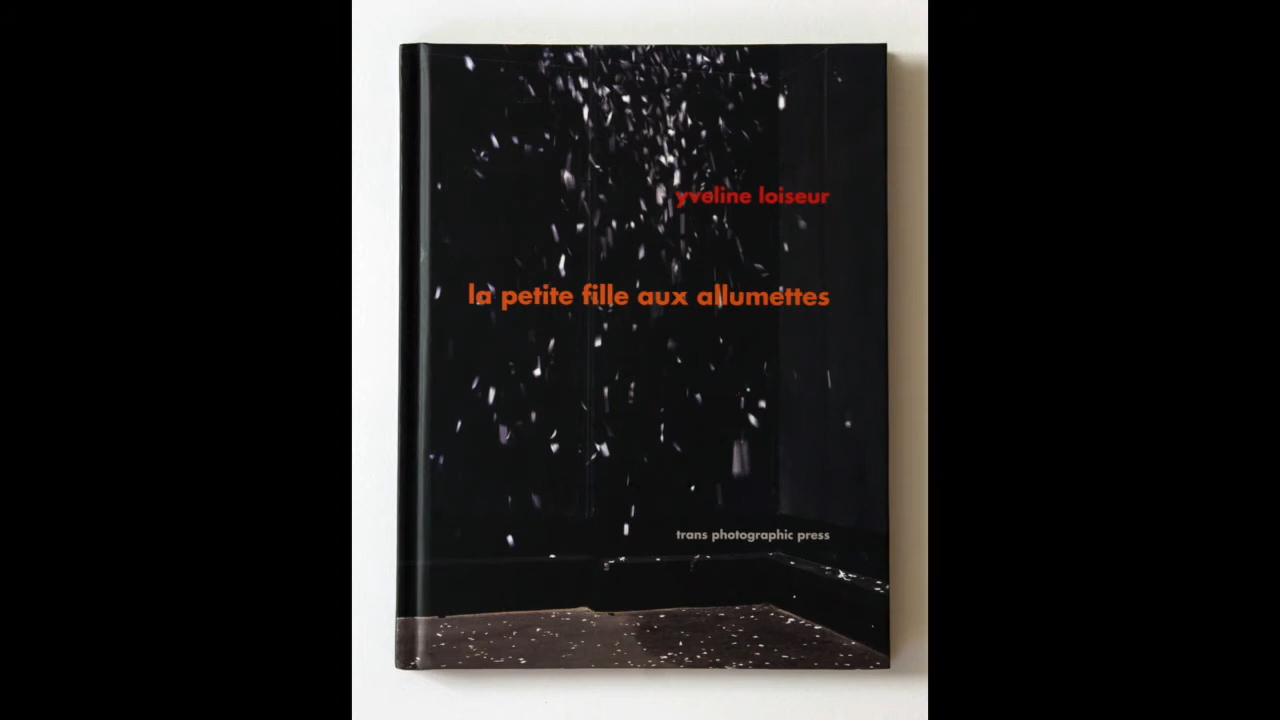 yveline loiseur
la petite fille aux allumettes
trans photographic press